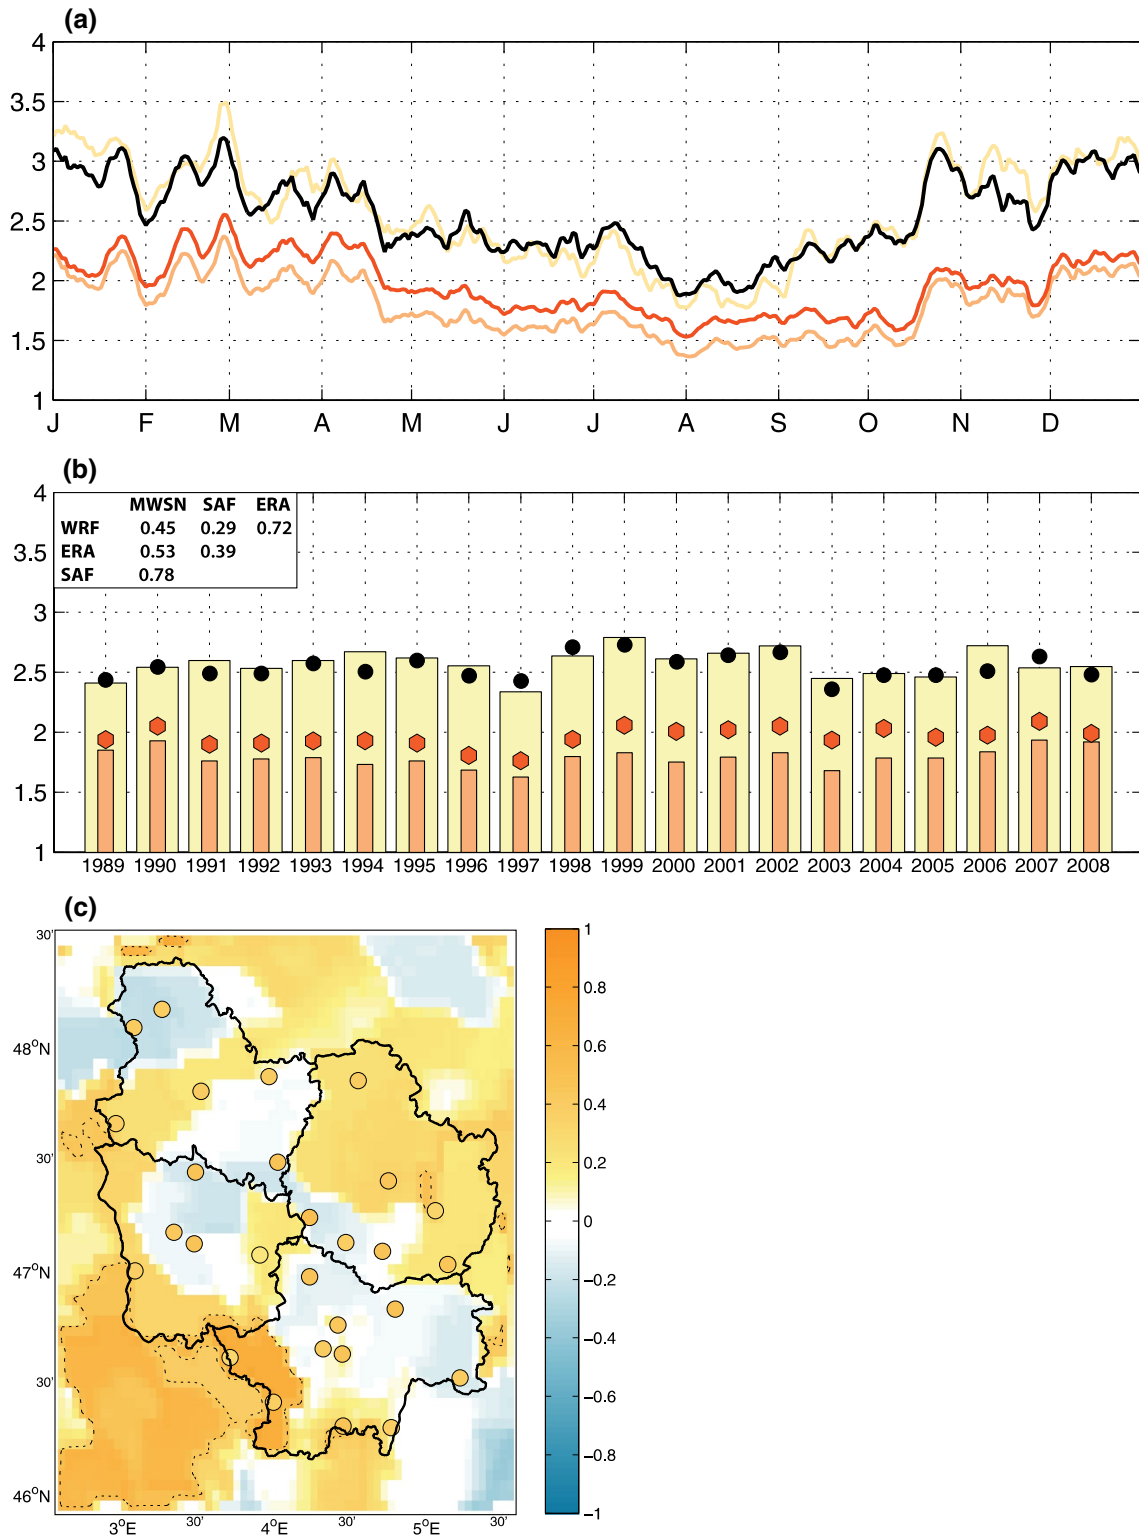 (a)
4
3.5
3
2.5
2
1.5
1
J F M A M J J A S O N D
(b)
4
3.5
3
2.5
2
1.5
1
MWSN SAF ERA
WRF 0.45 0.29 0.72
ERA 0.53 0.39
SAF 0.78
1989 1990 1991 1992 1993 1994 1995 1996 1997 1998 1999 2000 2001 2002 2003 2004 2005 2006 2007 2008
(c)
30'
48°N
30'
47°N
30'
46°N
3°E 30' 4°E 30' 5°E 30'
1
0.8
0.6
0.4
0.2
0
−0.2
−0.4
−0.6
−0.8
−1